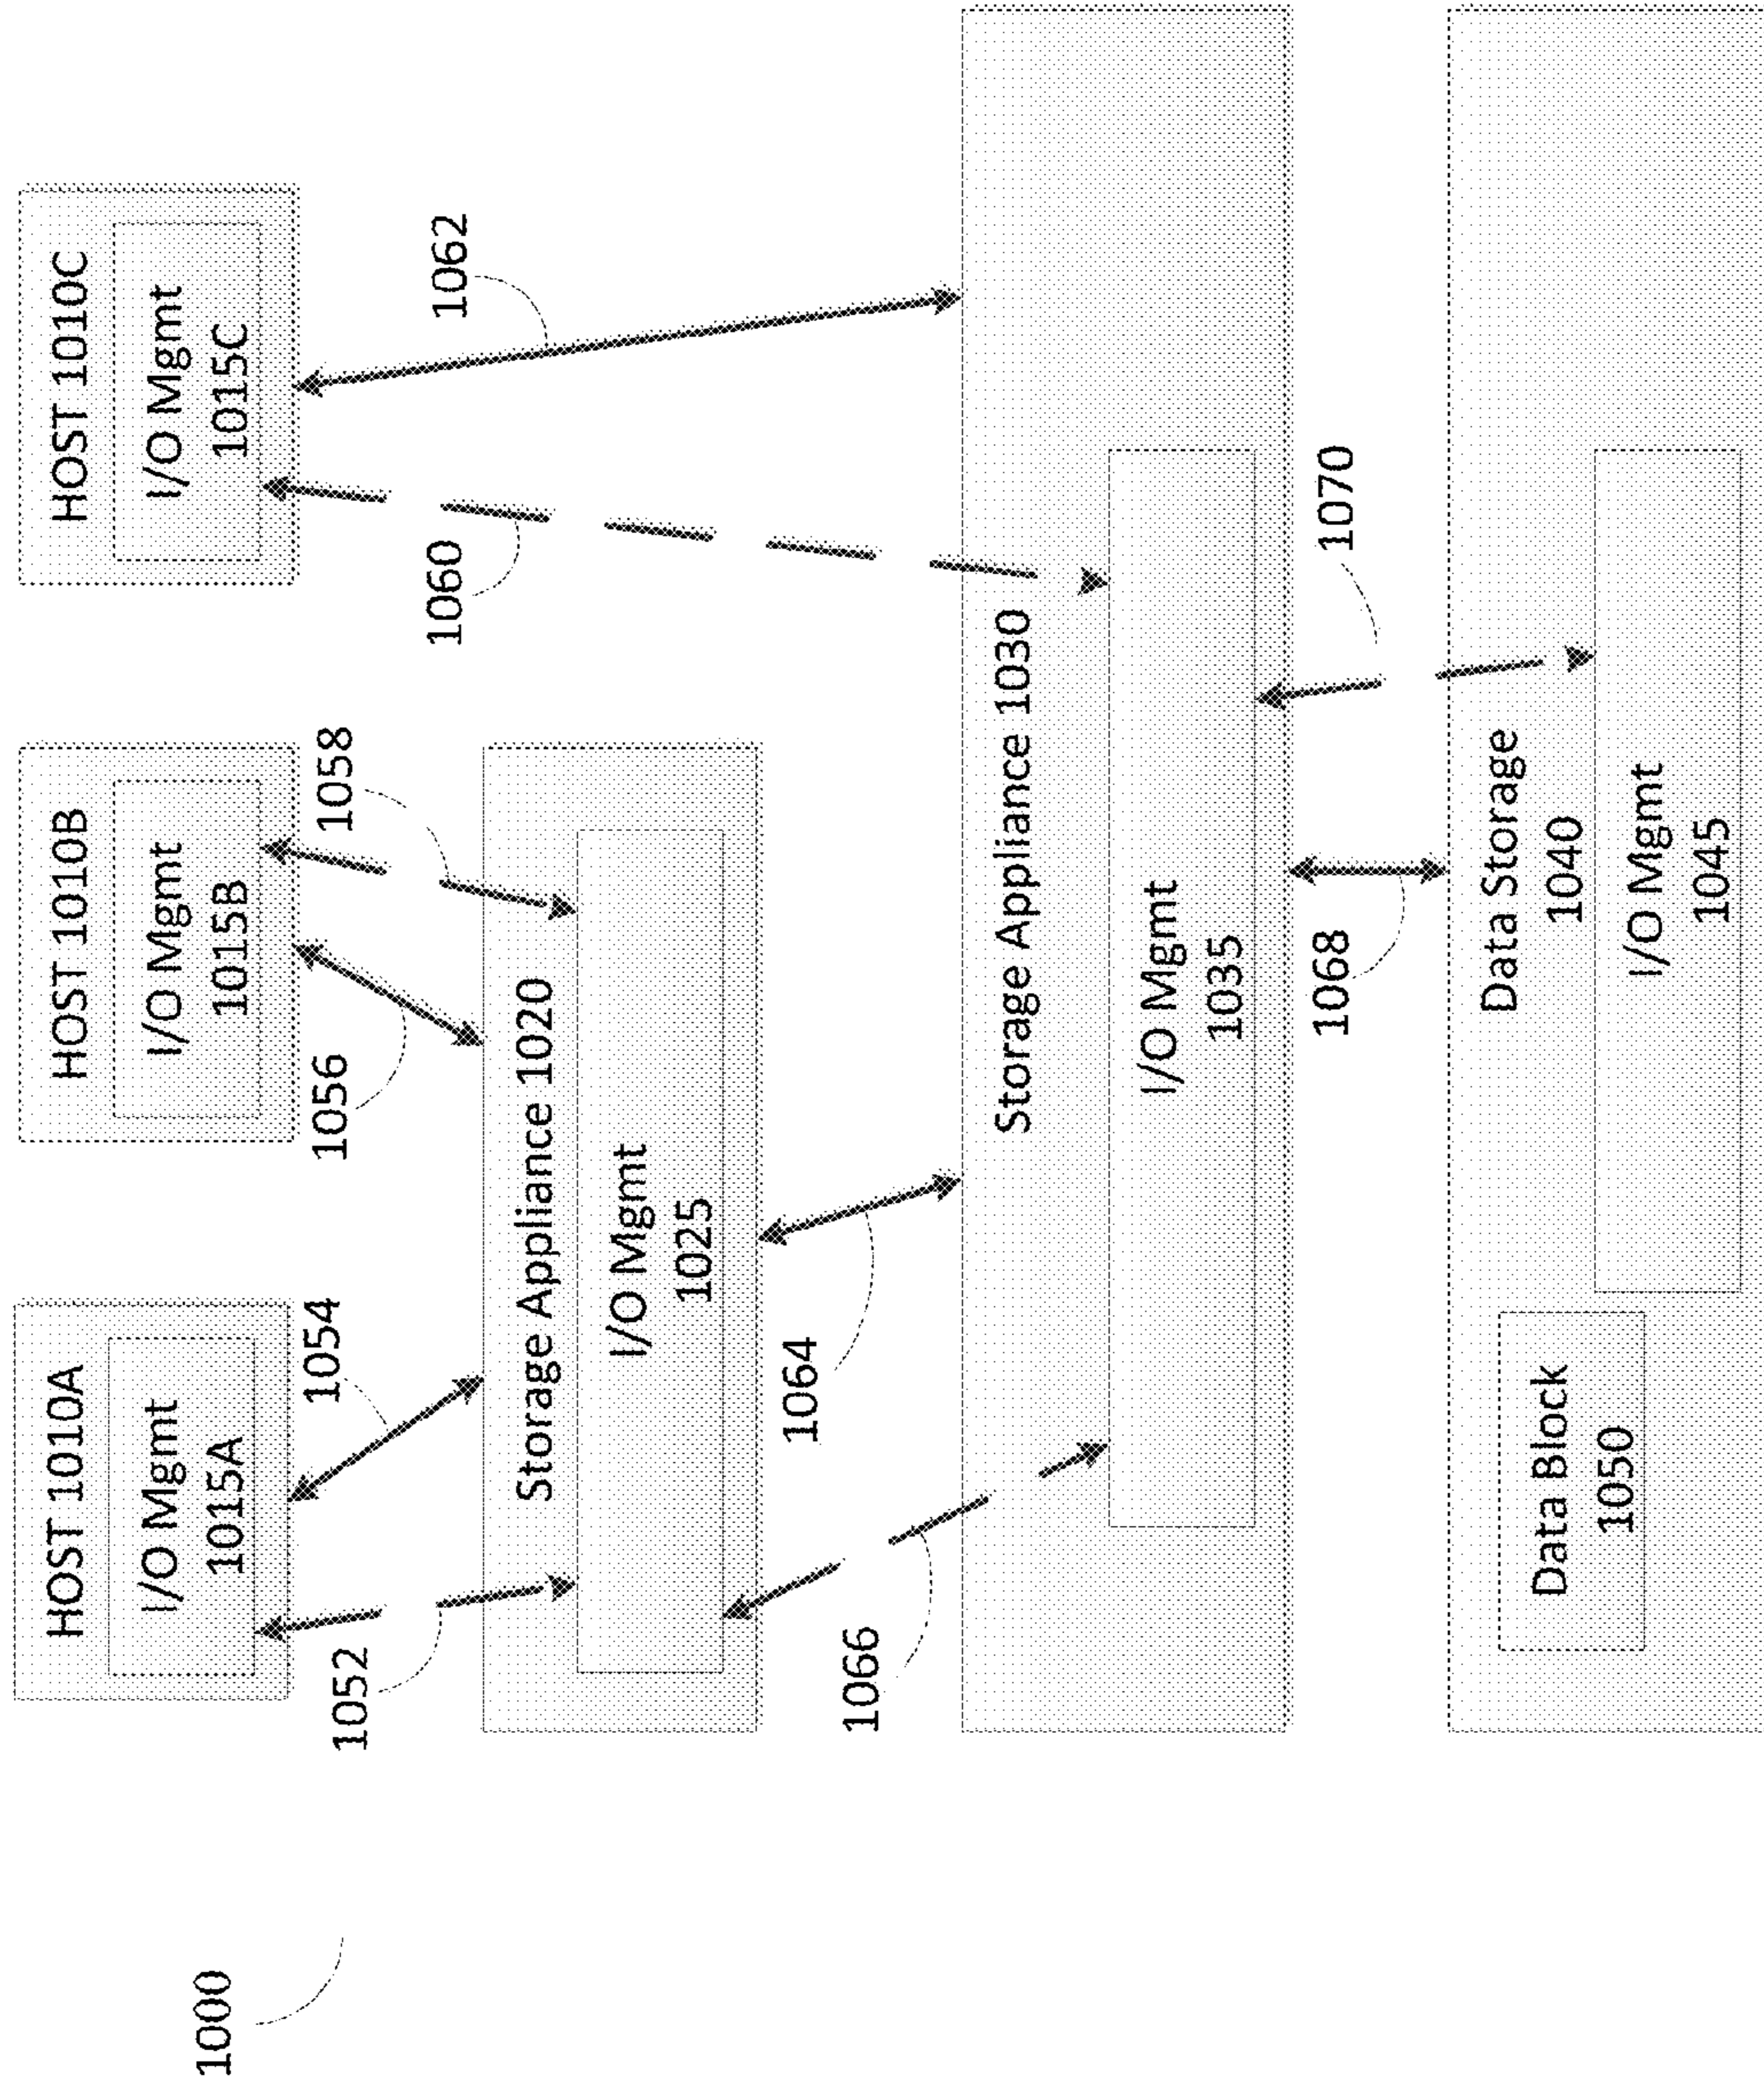 1000
HOST 1010A
I/O Mgmt
1015A
HOST 1010B
I/O Mgmt
1015B
HOST 1010C
I/O Mgmt
1015C
1052
1054
1056
1058
1060
1062
Storage Appliance 1020
I/O Mgmt
1025
1066
1064
Storage Appliance 1030
I/O Mgmt
1035
1068
1070
Data Storage
1040
Data Block
1050
I/O Mgmt
1045